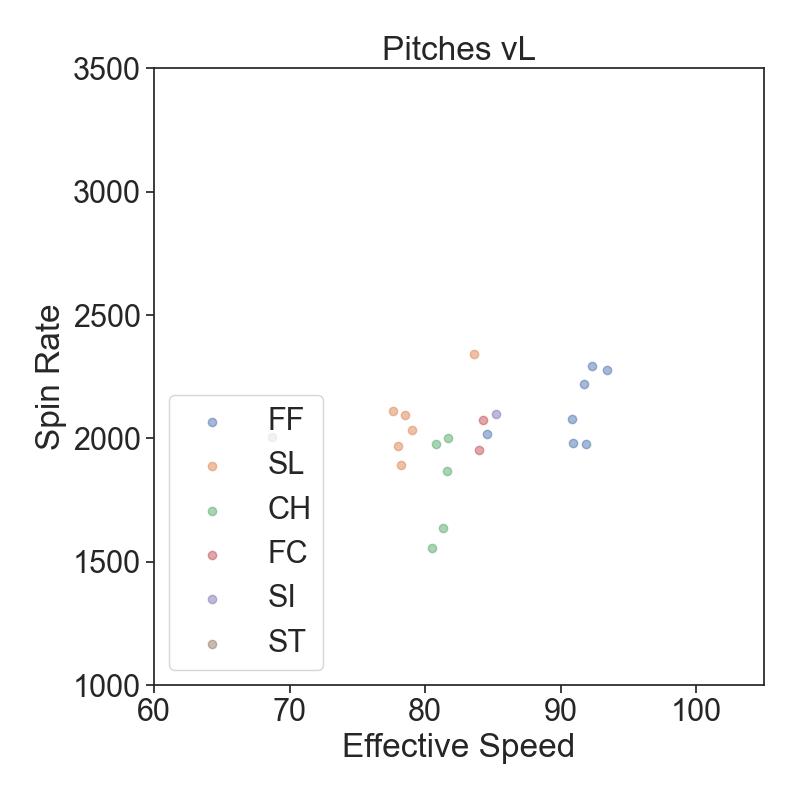 Pitches vL
3500
3000
2500
2000
1500
1000
Spin Rate
FF
SL
CH
FC
SI
ST
60 70 80 90 100
Effective Speed